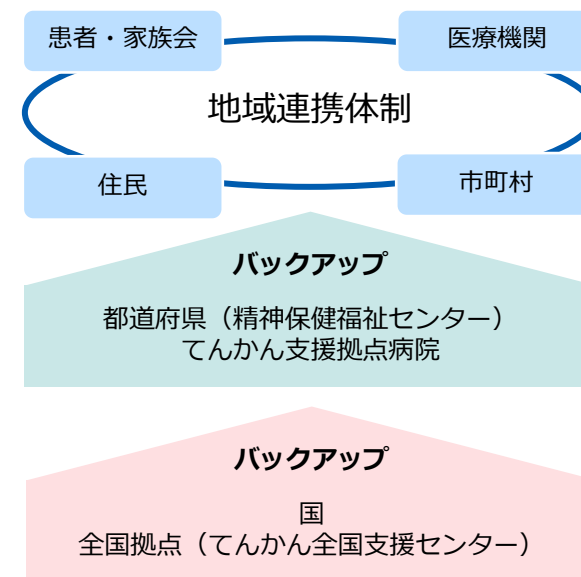 患者・家族会
医療機関
地域連携体制
住民
市町村
バックアップ
都道府県（精神保健福祉センター）
てんかん支援拠点病院
バックアップ
国
全国拠点（てんかん全国支援センター）